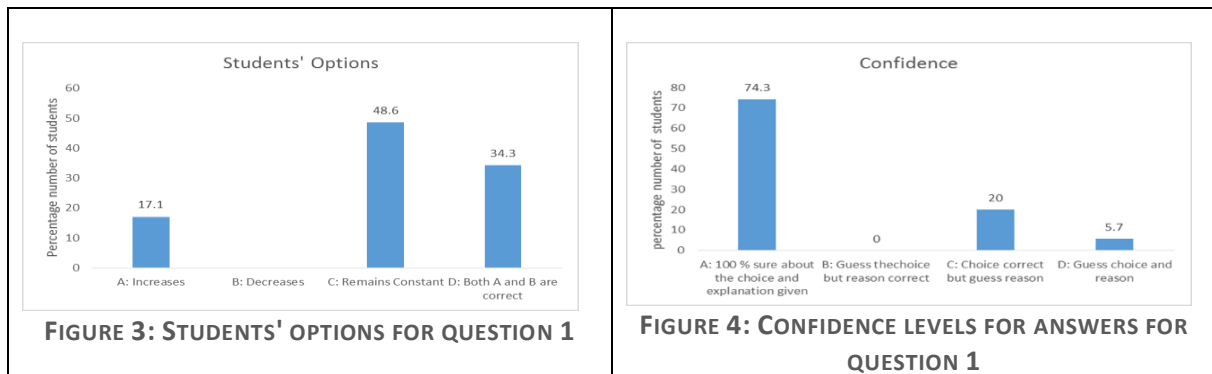 Students' Options
Percentage number of students
60
50
40
30
20
10
0
17.1
48.6
34.3
A: Increases
B: Decreases
C: Remains Constant
D: Both A and B are
correct
FIGURE 3: STUDENTS' OPTIONS FOR QUESTION 1
Confidence
percentage number of students
80
70
60
50
40
30
20
10
0
74.3
0
20
5.7
A: 100 % sure about
the choice and
explanation given
B: Guess thechoice
but reason correct
C: Choice correct
but guess reason
D: Guess choice and
reason
FIGURE 4: CONFIDENCE LEVELS FOR ANSWERS FOR
QUESTION 1